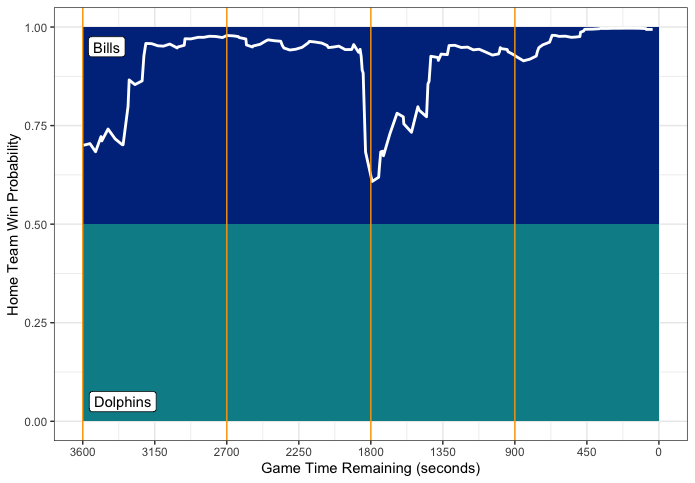 Home Team Win Probability
1.00
0.75
0.50
0.25
0.00
Bills
Dolphins
3600 3150 2700 2250 1800 1350 900 450 0
Game Time Remaining (seconds)